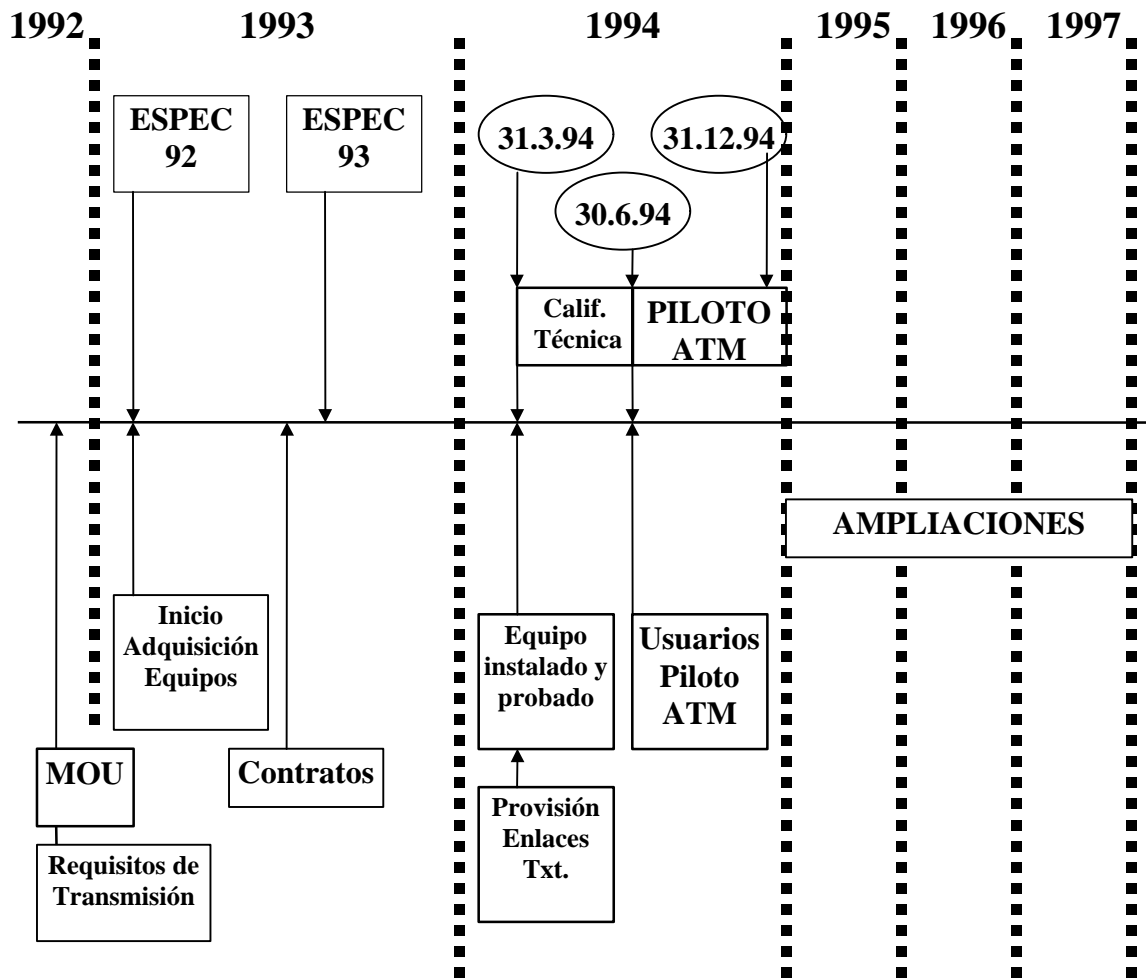 1992
1993
1994
1995
1996
1997
ESPEC
92
ESPEC
93
31.3.94
31.12.94
30.6.94
Calif.
Técnica
PILOTO
ATM
AMPLIACIONES
Inicio
Adquisición
Equipos
Equipo
instalado y
probado
Usuarios
Piloto
ATM
MOU
Contratos
Provisión
Enlaces
Txt.
Requisitos de
Transmisión